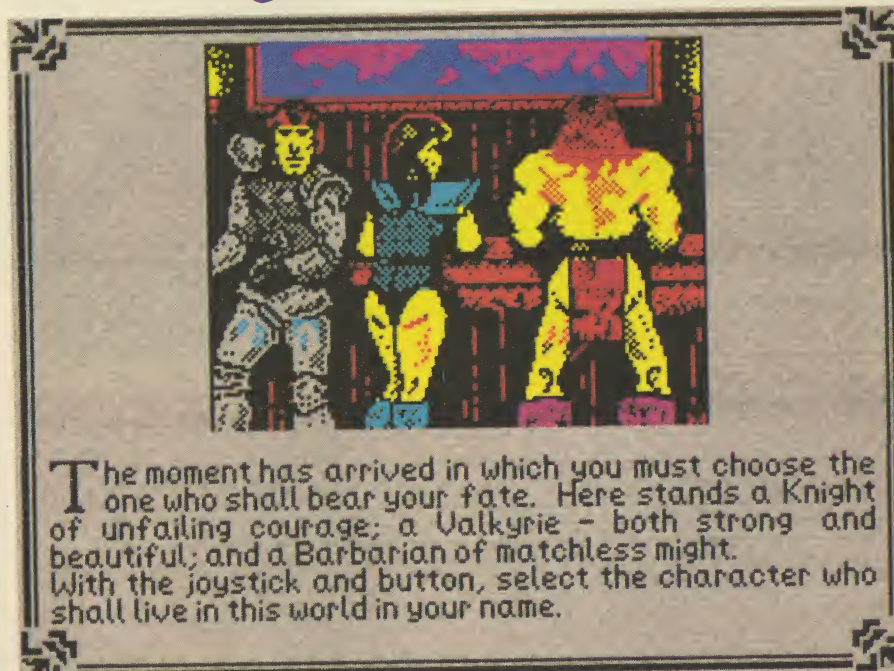 The moment has arrived in which you must choose the
one who shall bear your fate. Here stands a Knight
of unfailing courage; a Valkyrie - both strong and
beautiful; and a Barbarian of matchless might.
With the joystick and button, select the character who
shall live in this world in your name.